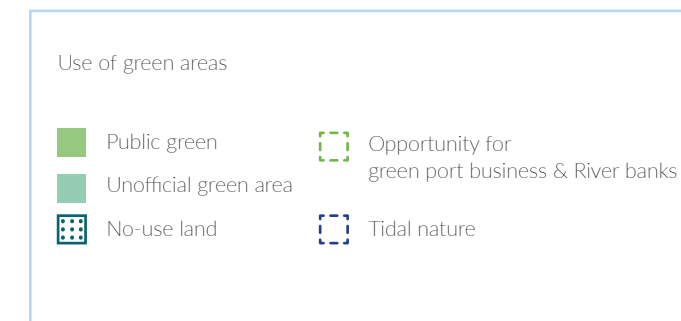 Use of green areas
Public green
Unofficial green area
No-use land
Opportunity for
green port business & River banks
Tidal nature